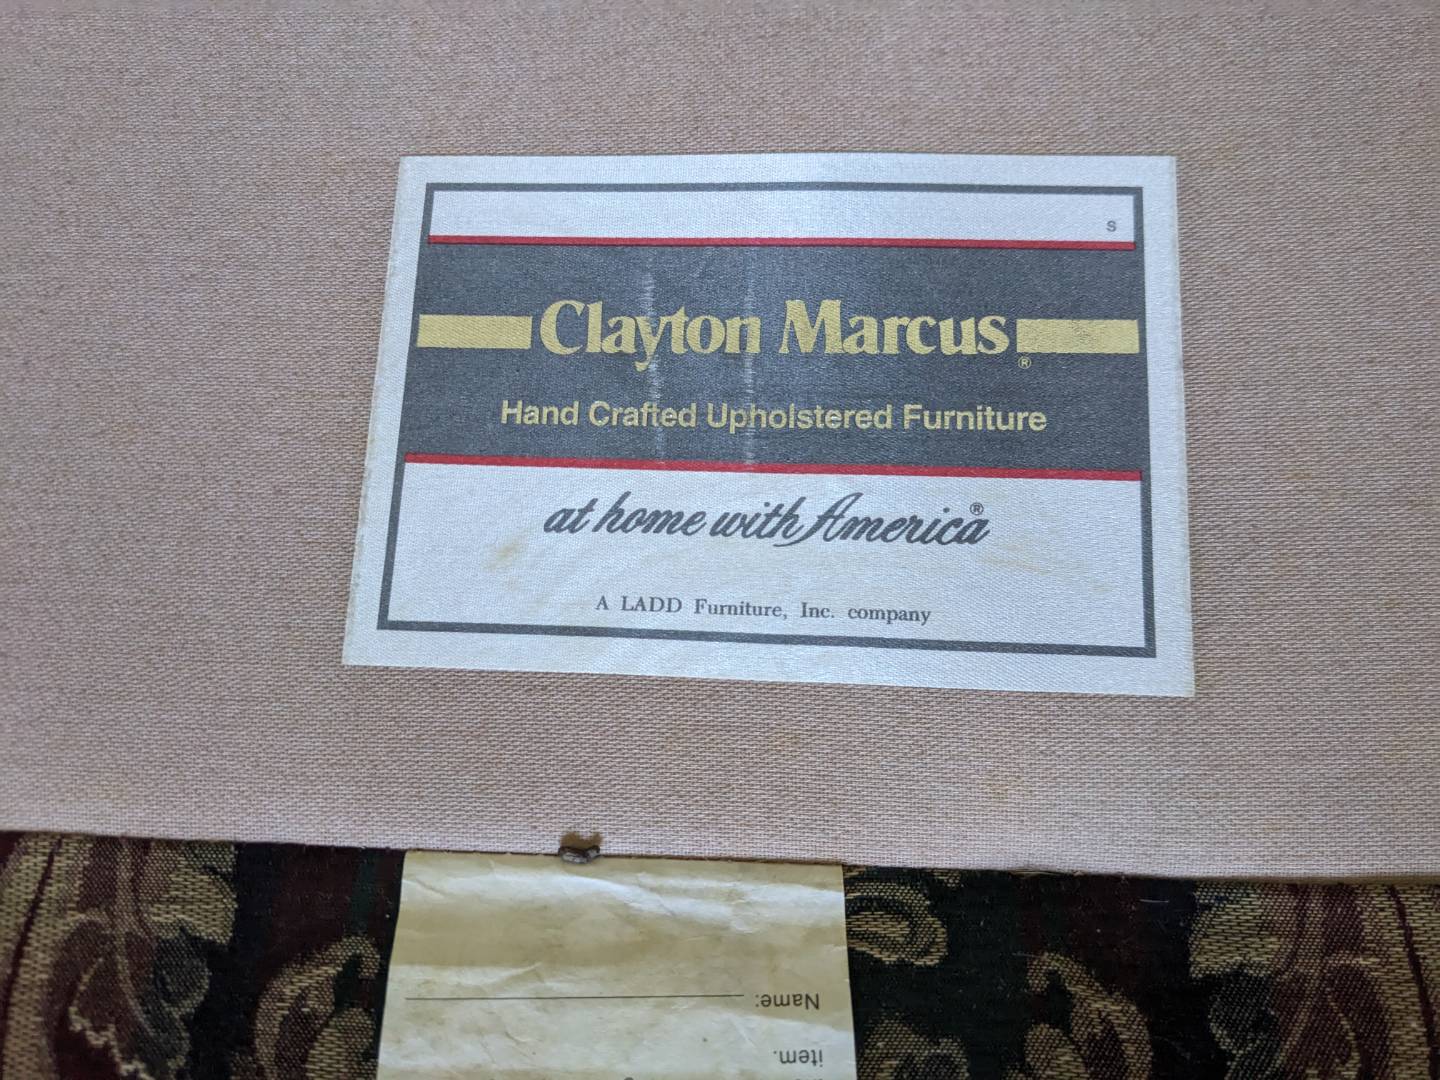 S
Clayton Marcus®
Hand Crafted Upholstered Furniture
at home with America®
A LADD Furniture, Inc. company
item.
Name: